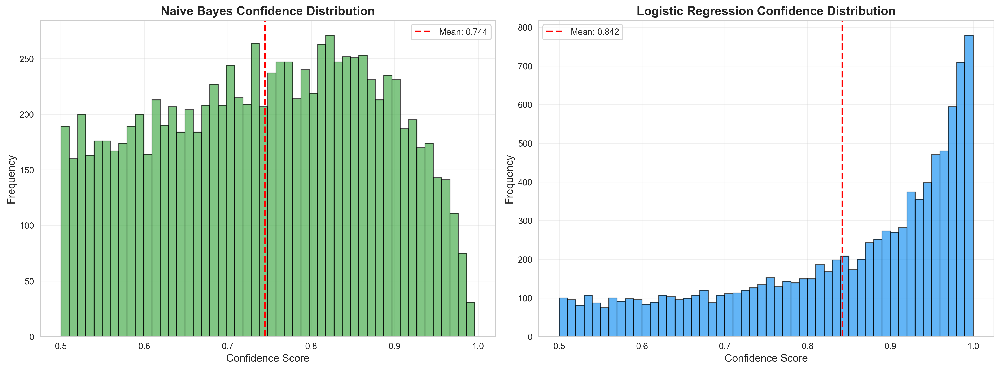 Naive Bayes Confidence Distribution
Mean: 0.744
250
200
150
100
50
0
Frequency
0.5 0.6 0.7 0.8 0.9 1.0
Confidence Score
Logistic Regression Confidence Distribution
Mean: 0.842
800
700
600
500
400
300
200
100
0
Frequency
0.5 0.6 0.7 0.8 0.9 1.0
Confidence Score